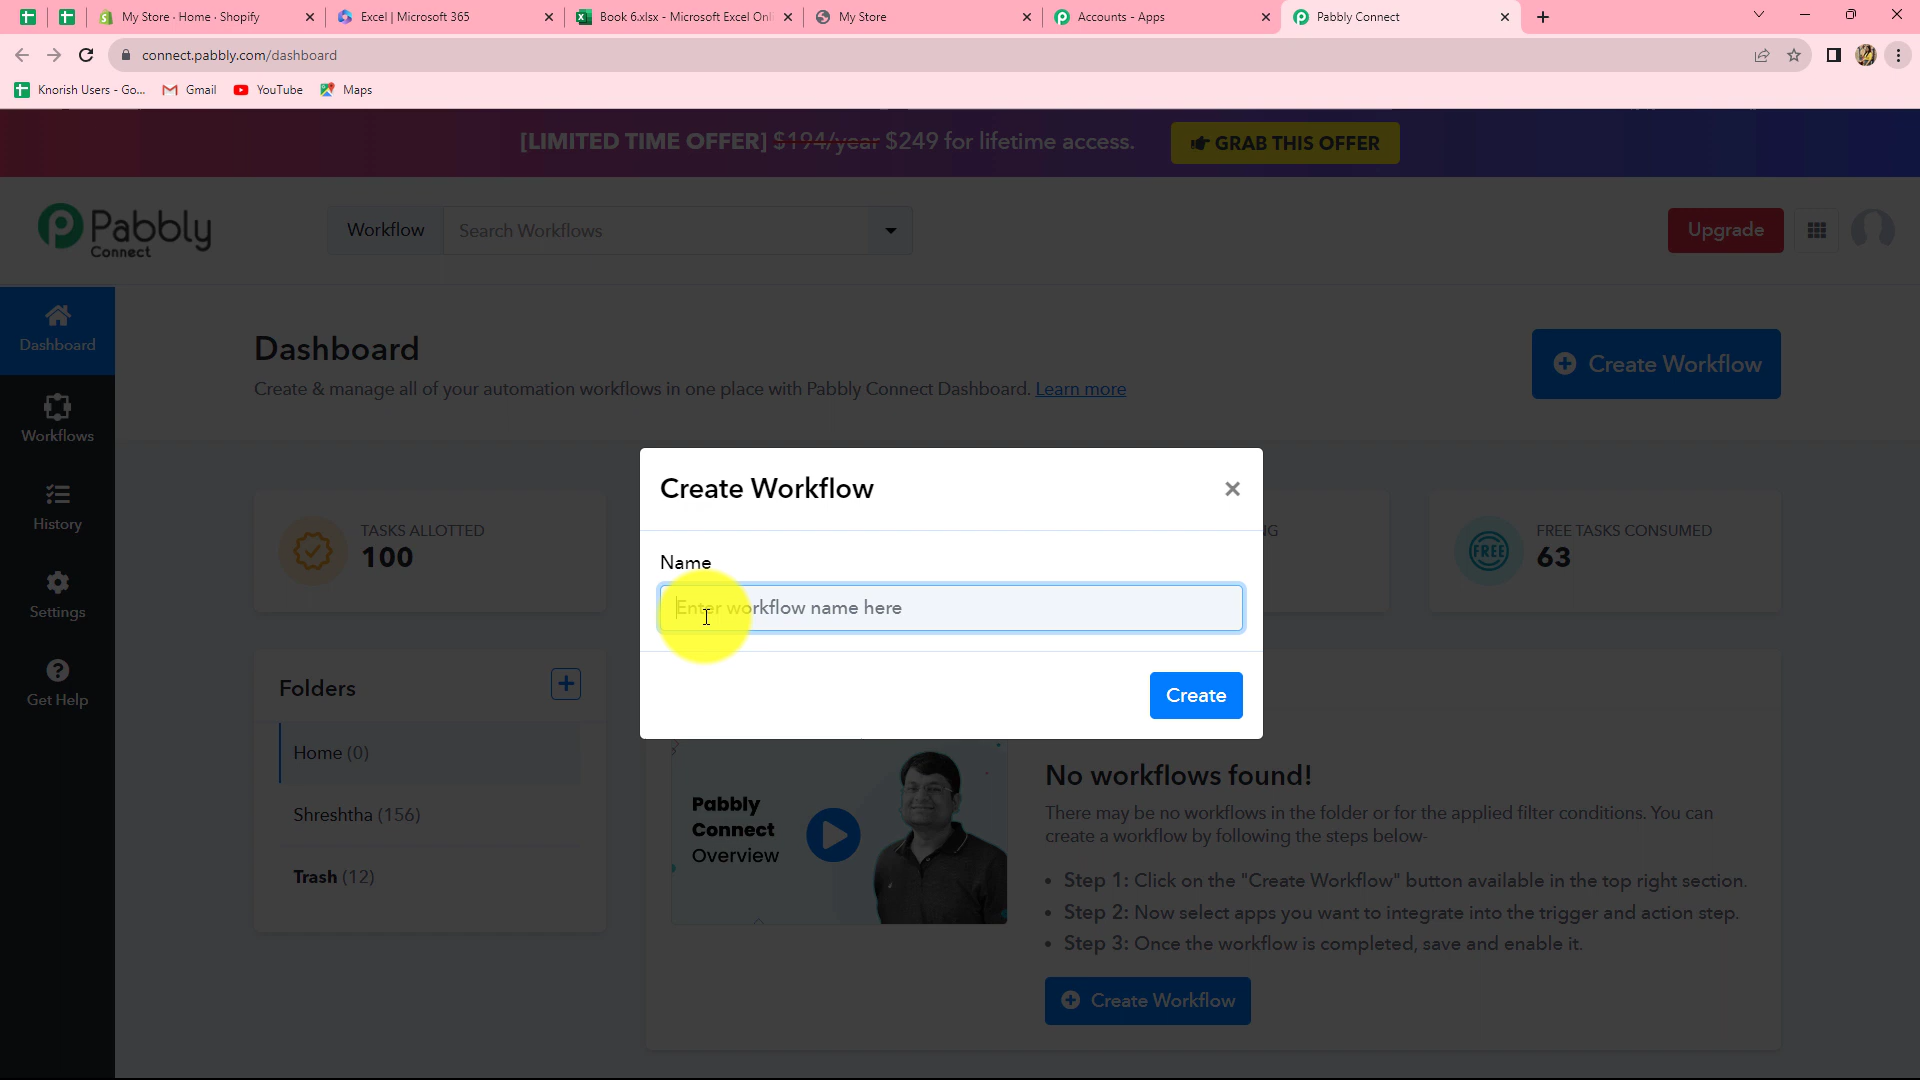 My Store · Home · Shopify
Excel | Microsoft 365
Book 6.xlsx - Microsoft Excel Onli
My Store
Accounts - Apps
Pabbly Connect
connect.pabbly.com/dashboard
Knorish Users - Go...
Gmail
YouTube
Maps
[LIMITED TIME OFFER] $194/year $249 for lifetime access.
GRAB THIS OFFER
Pabbly
Connect
Workflow
Search Workflows
Upgrade
Dashboard
Workflows
History
Settings
Get Help
Dashboard
Create & manage all of your automation workflows in one place with Pabbly Connect Dashboard. Learn more
Create Workflow
TASKS ALLOTTED
100
FREE
FREE TASKS CONSUMED
63
Create Workflow
Name
Enter workflow name here
Create
Folders
Home (0)
Shreshtha (156)
Trash (12)
Pabbly
Connect
Overview
No workflows found!
There may be no workflows in the folder or for the applied filter conditions. You can
create a workflow by following the steps below-
• Step 1: Click on the "Create Workflow" button available in the top right section.
• Step 2: Now select apps you want to integrate into the trigger and action step.
• Step 3: Once the workflow is completed, save and enable it.
Create Workflow